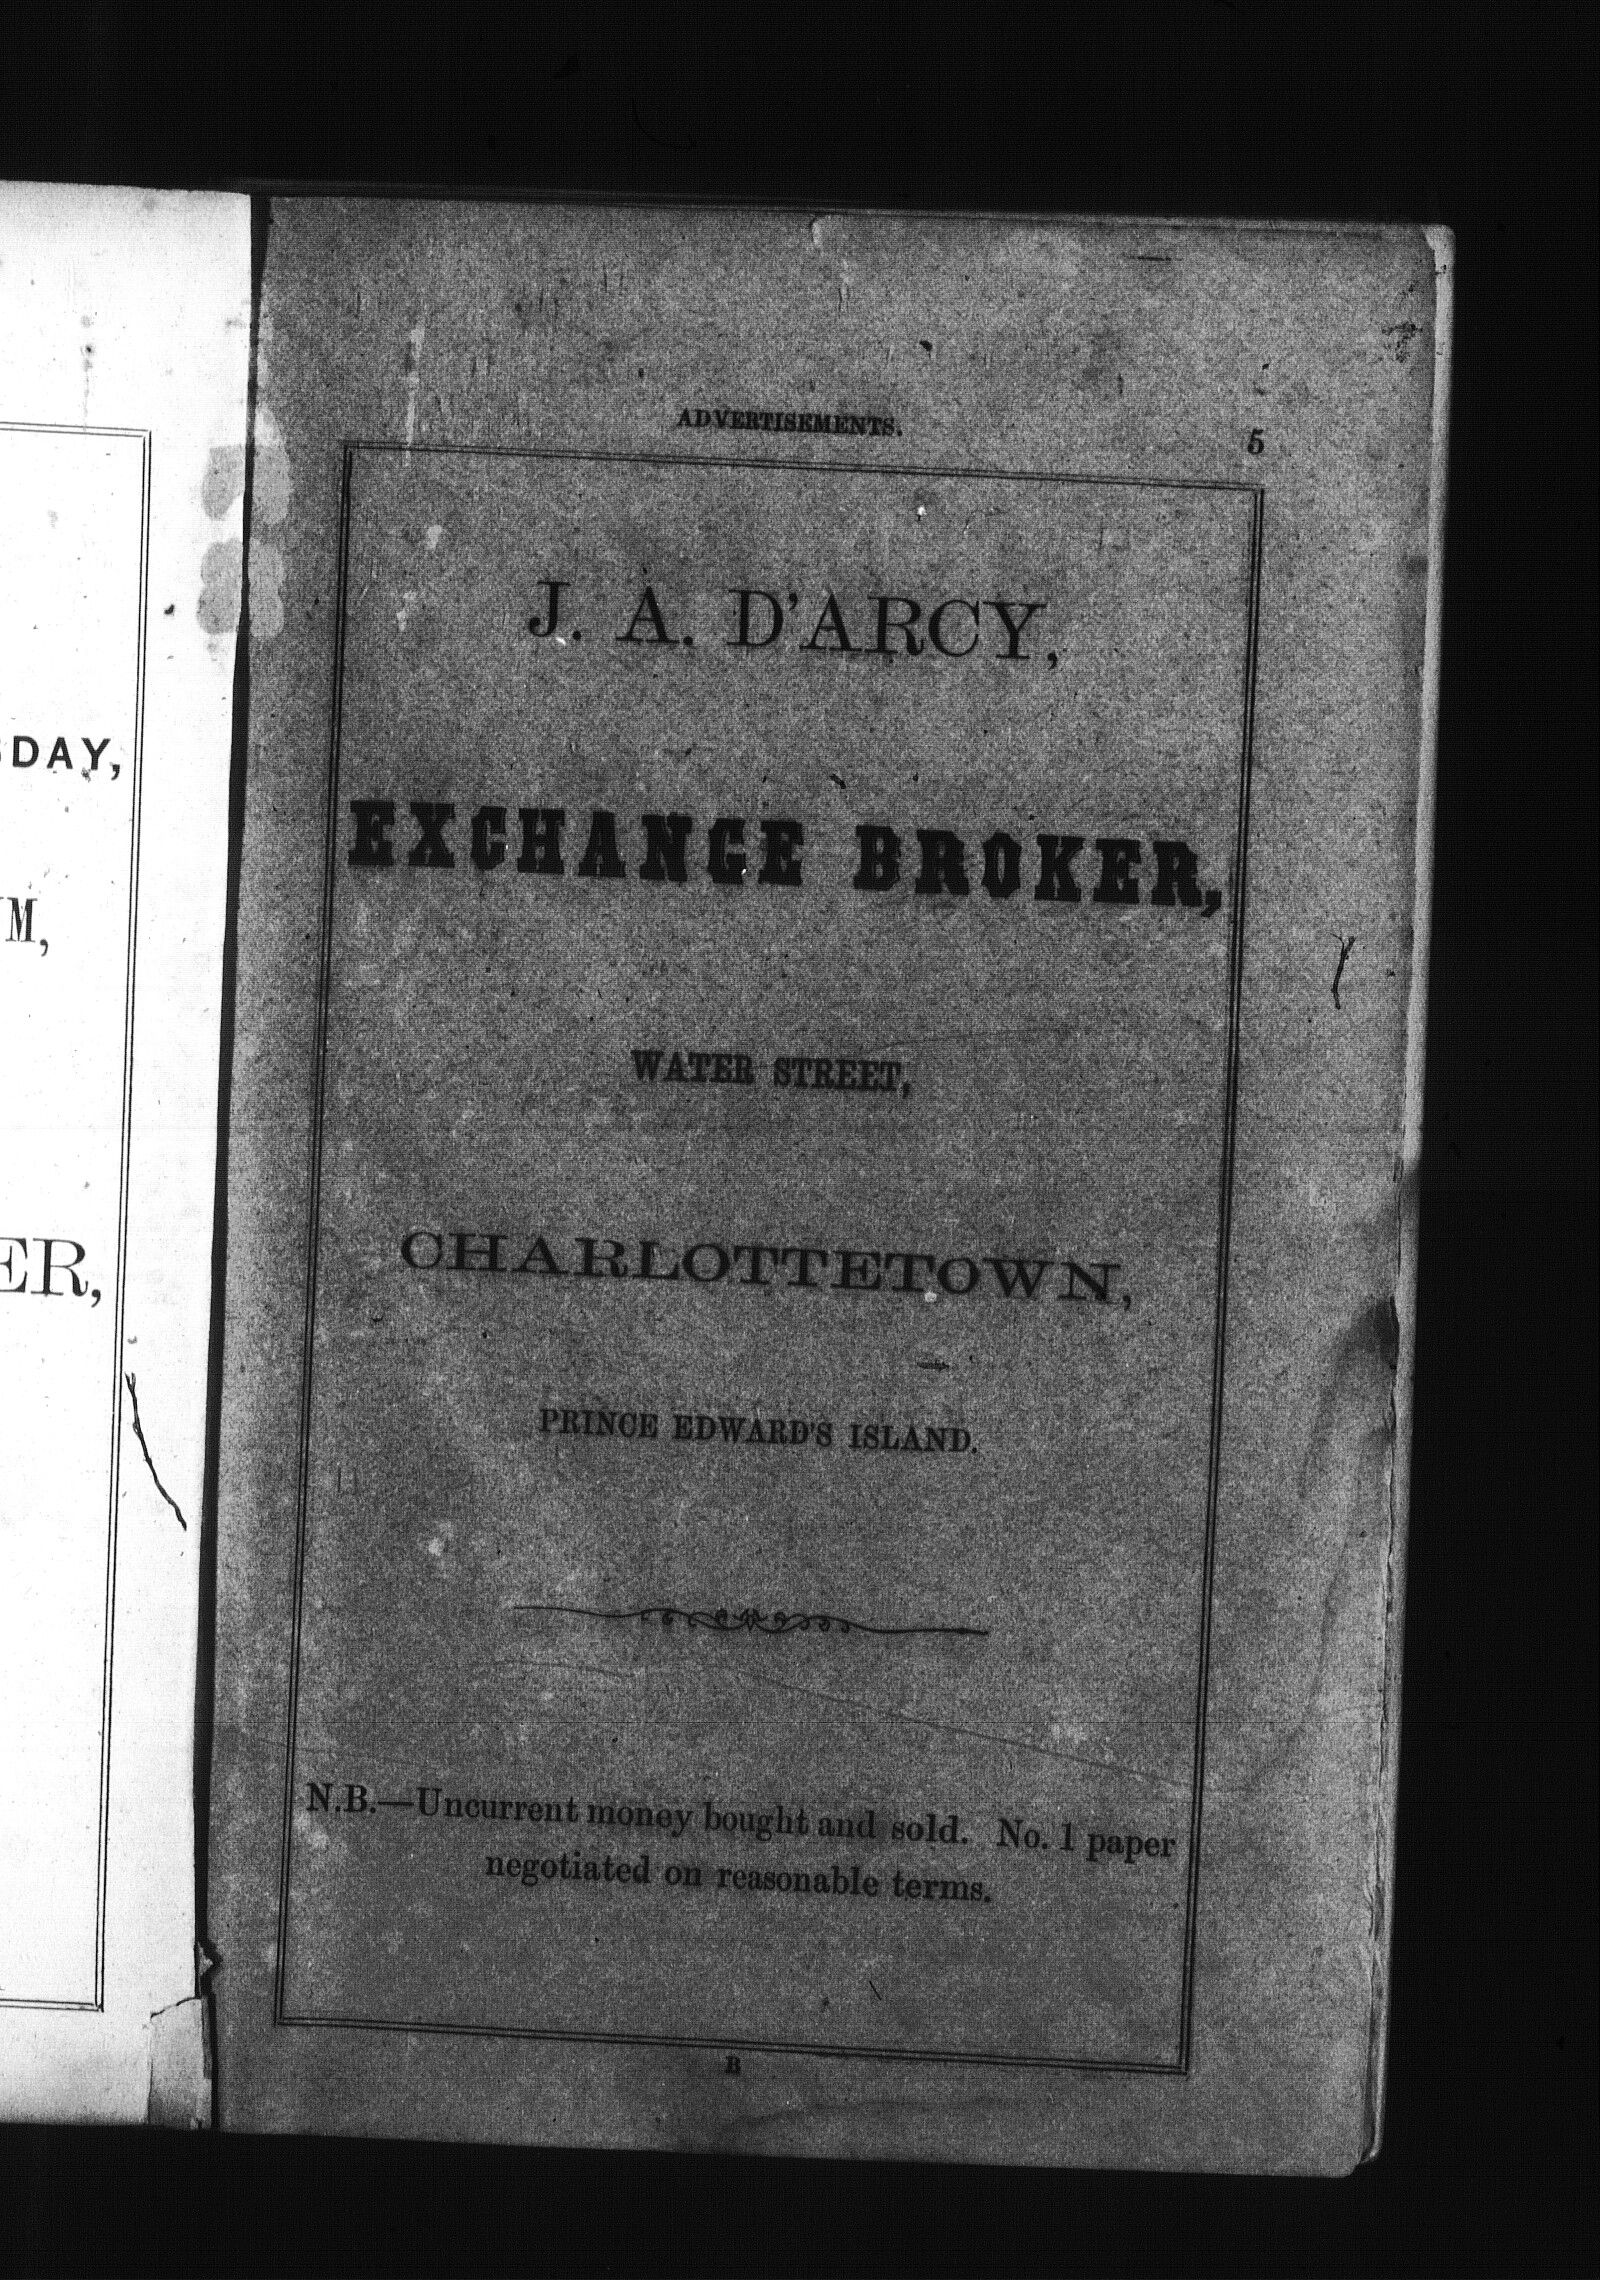 SDAY,
M,
ER,
ADVERTISEMENTS.
5
J. A. D'ARCY,
EXCHANGE BROKER,
WATER STREET,
CHARLOTTETOWN,
PRINCE EDWARD'S ISLAND.
N.B.—Uncurrent money bought and sold. No. 1 paper
negotiated on reasonable terms.
B